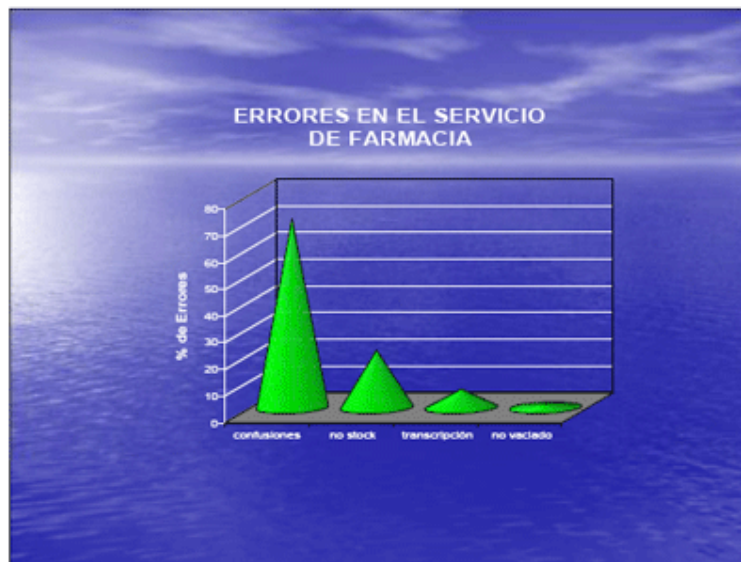 ERRORES EN EL SERVICIO
DE FARMACIA
% de Errores
80
70
60
50
40
30
20
10
0
confusiones no stock transcripción no vaciado